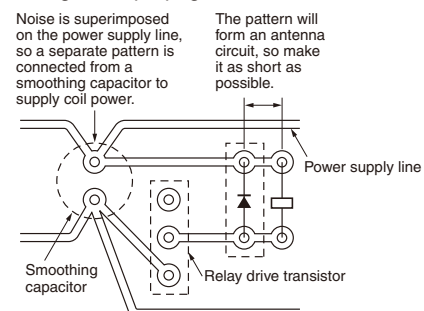 Noise is superimposed
on the power supply line,
so a separate pattern is
connected from a
smoothing capacitor to
supply coil power.
The pattern will
form an antenna
circuit, so make
it as short as
possible.
Power supply line
Smoothing
capacitor
Relay drive transistor